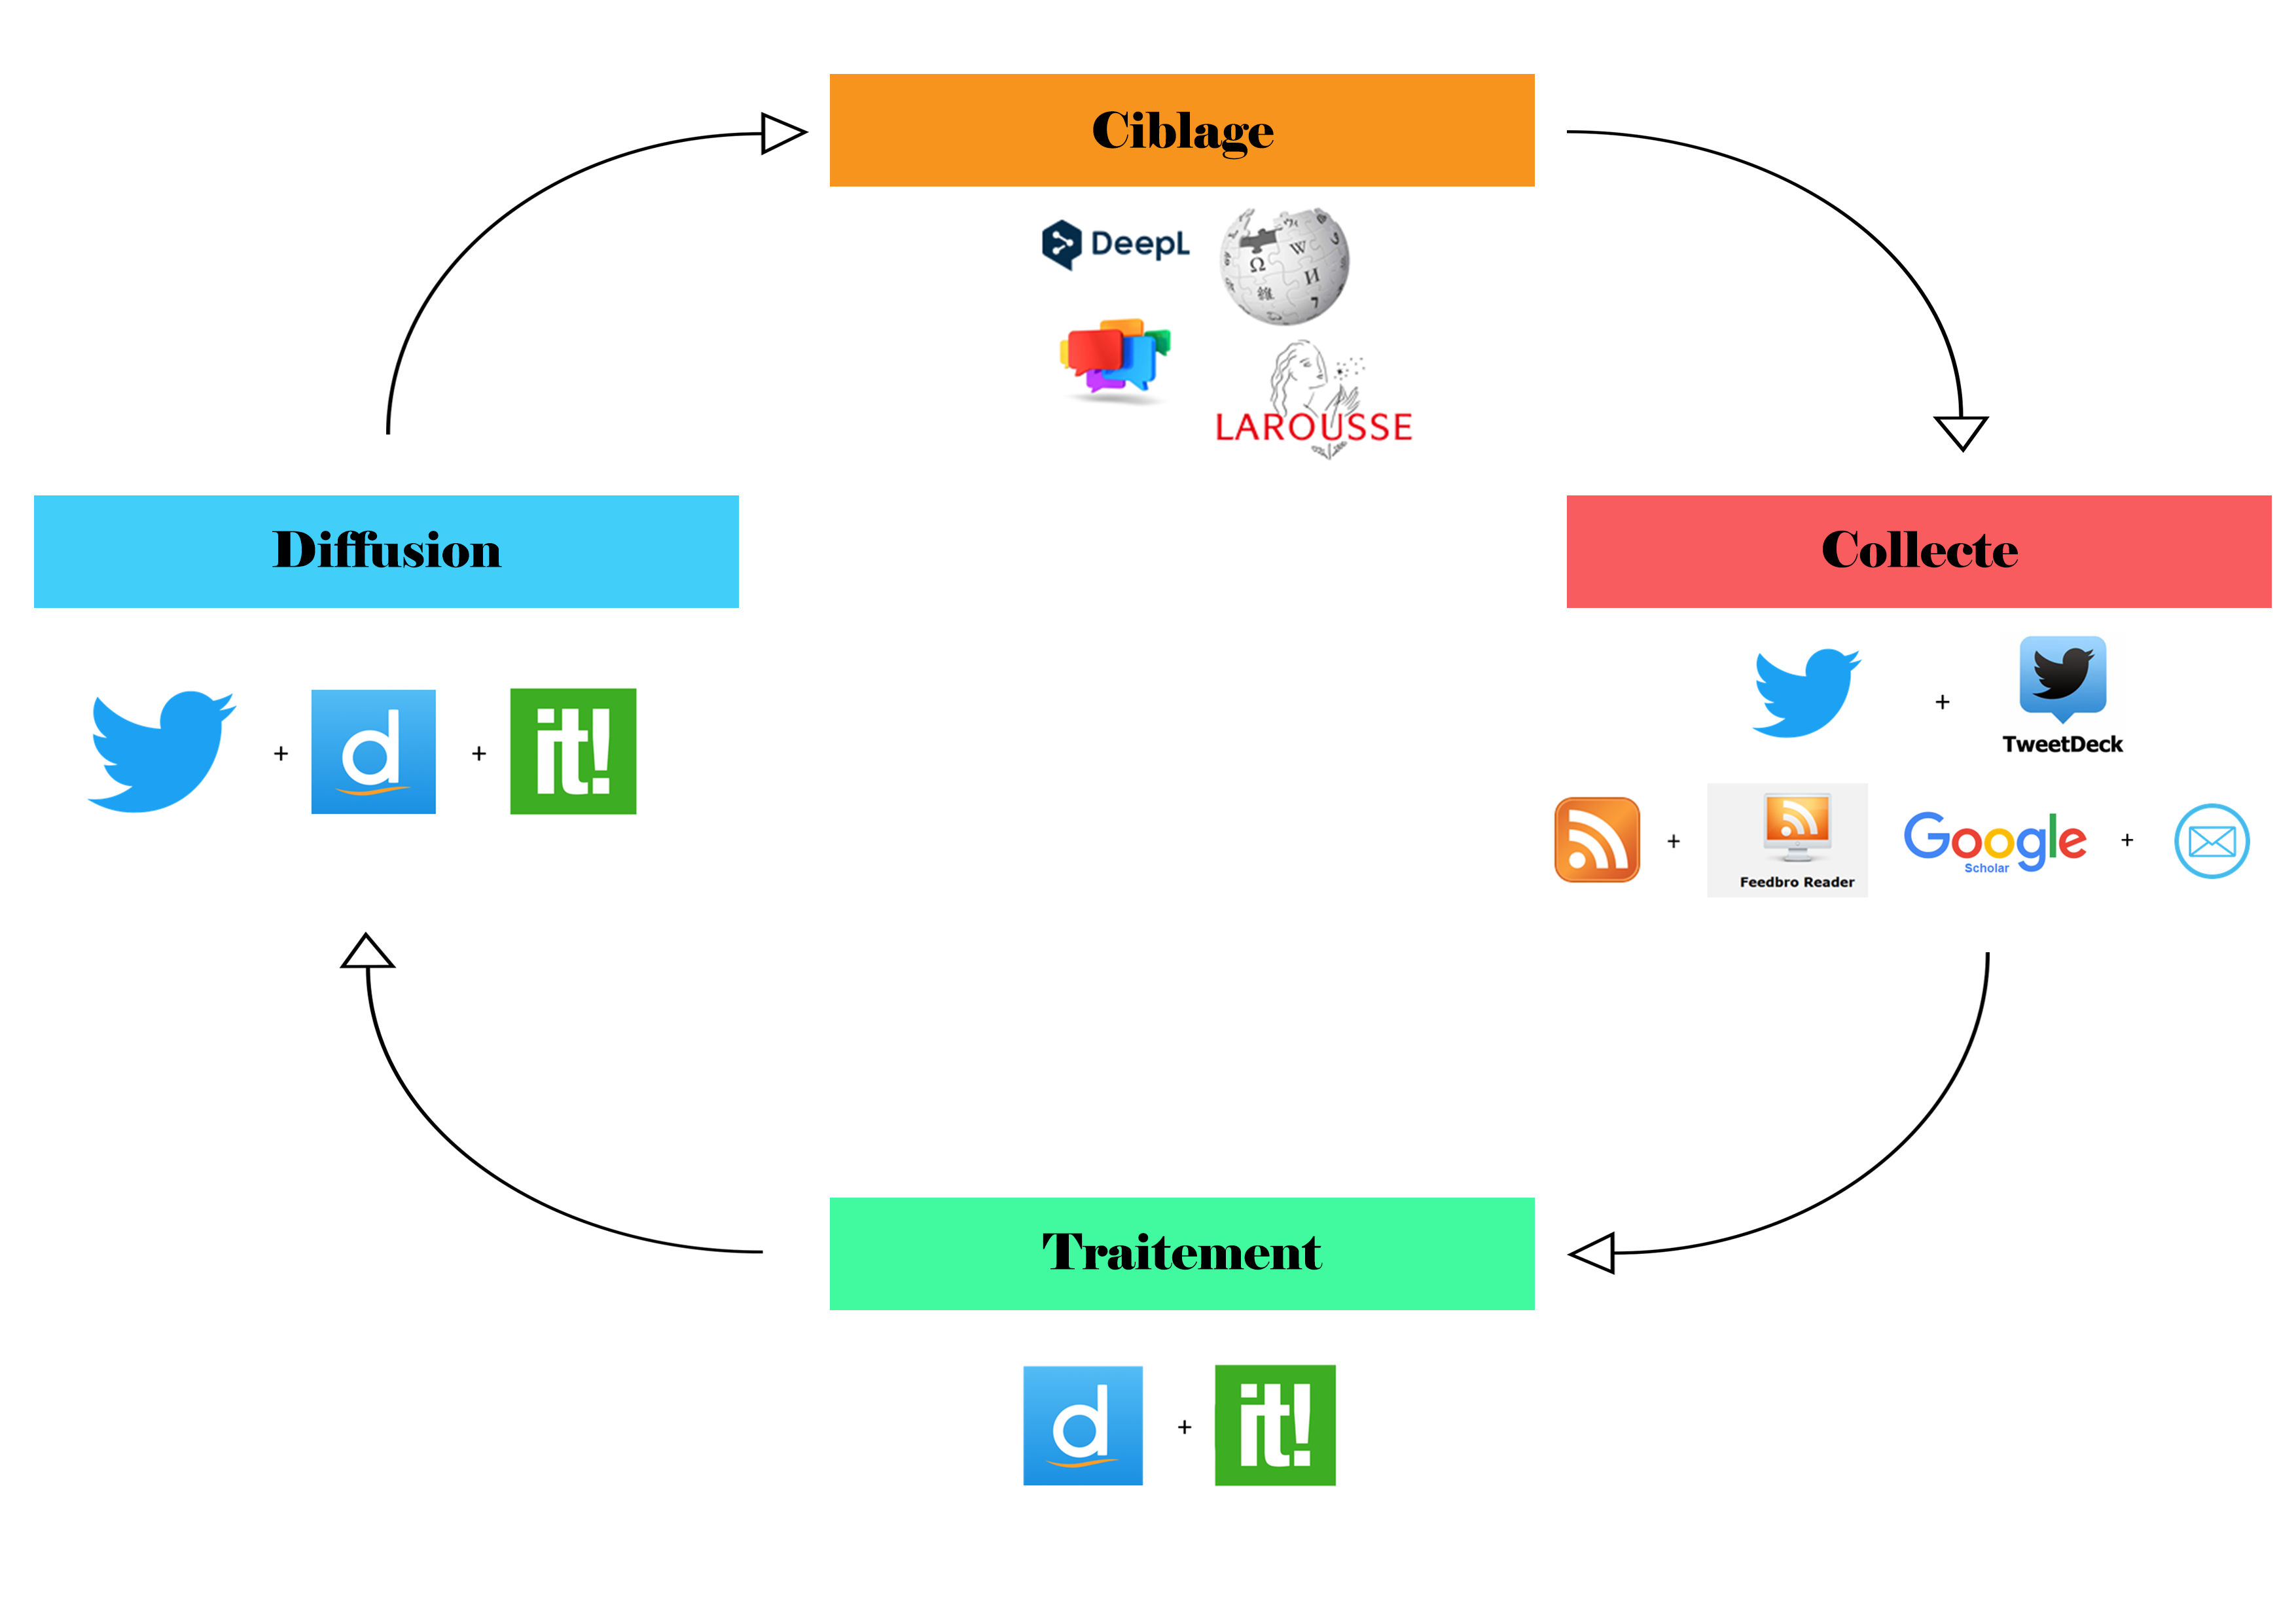 Ciblage
DeepL
LAROUSSE
Diffusion
Collecte
+
TweetDeck
+ d + it!
+
Feedbro Reader
Google
Scholar
+
Traitement
d + it!